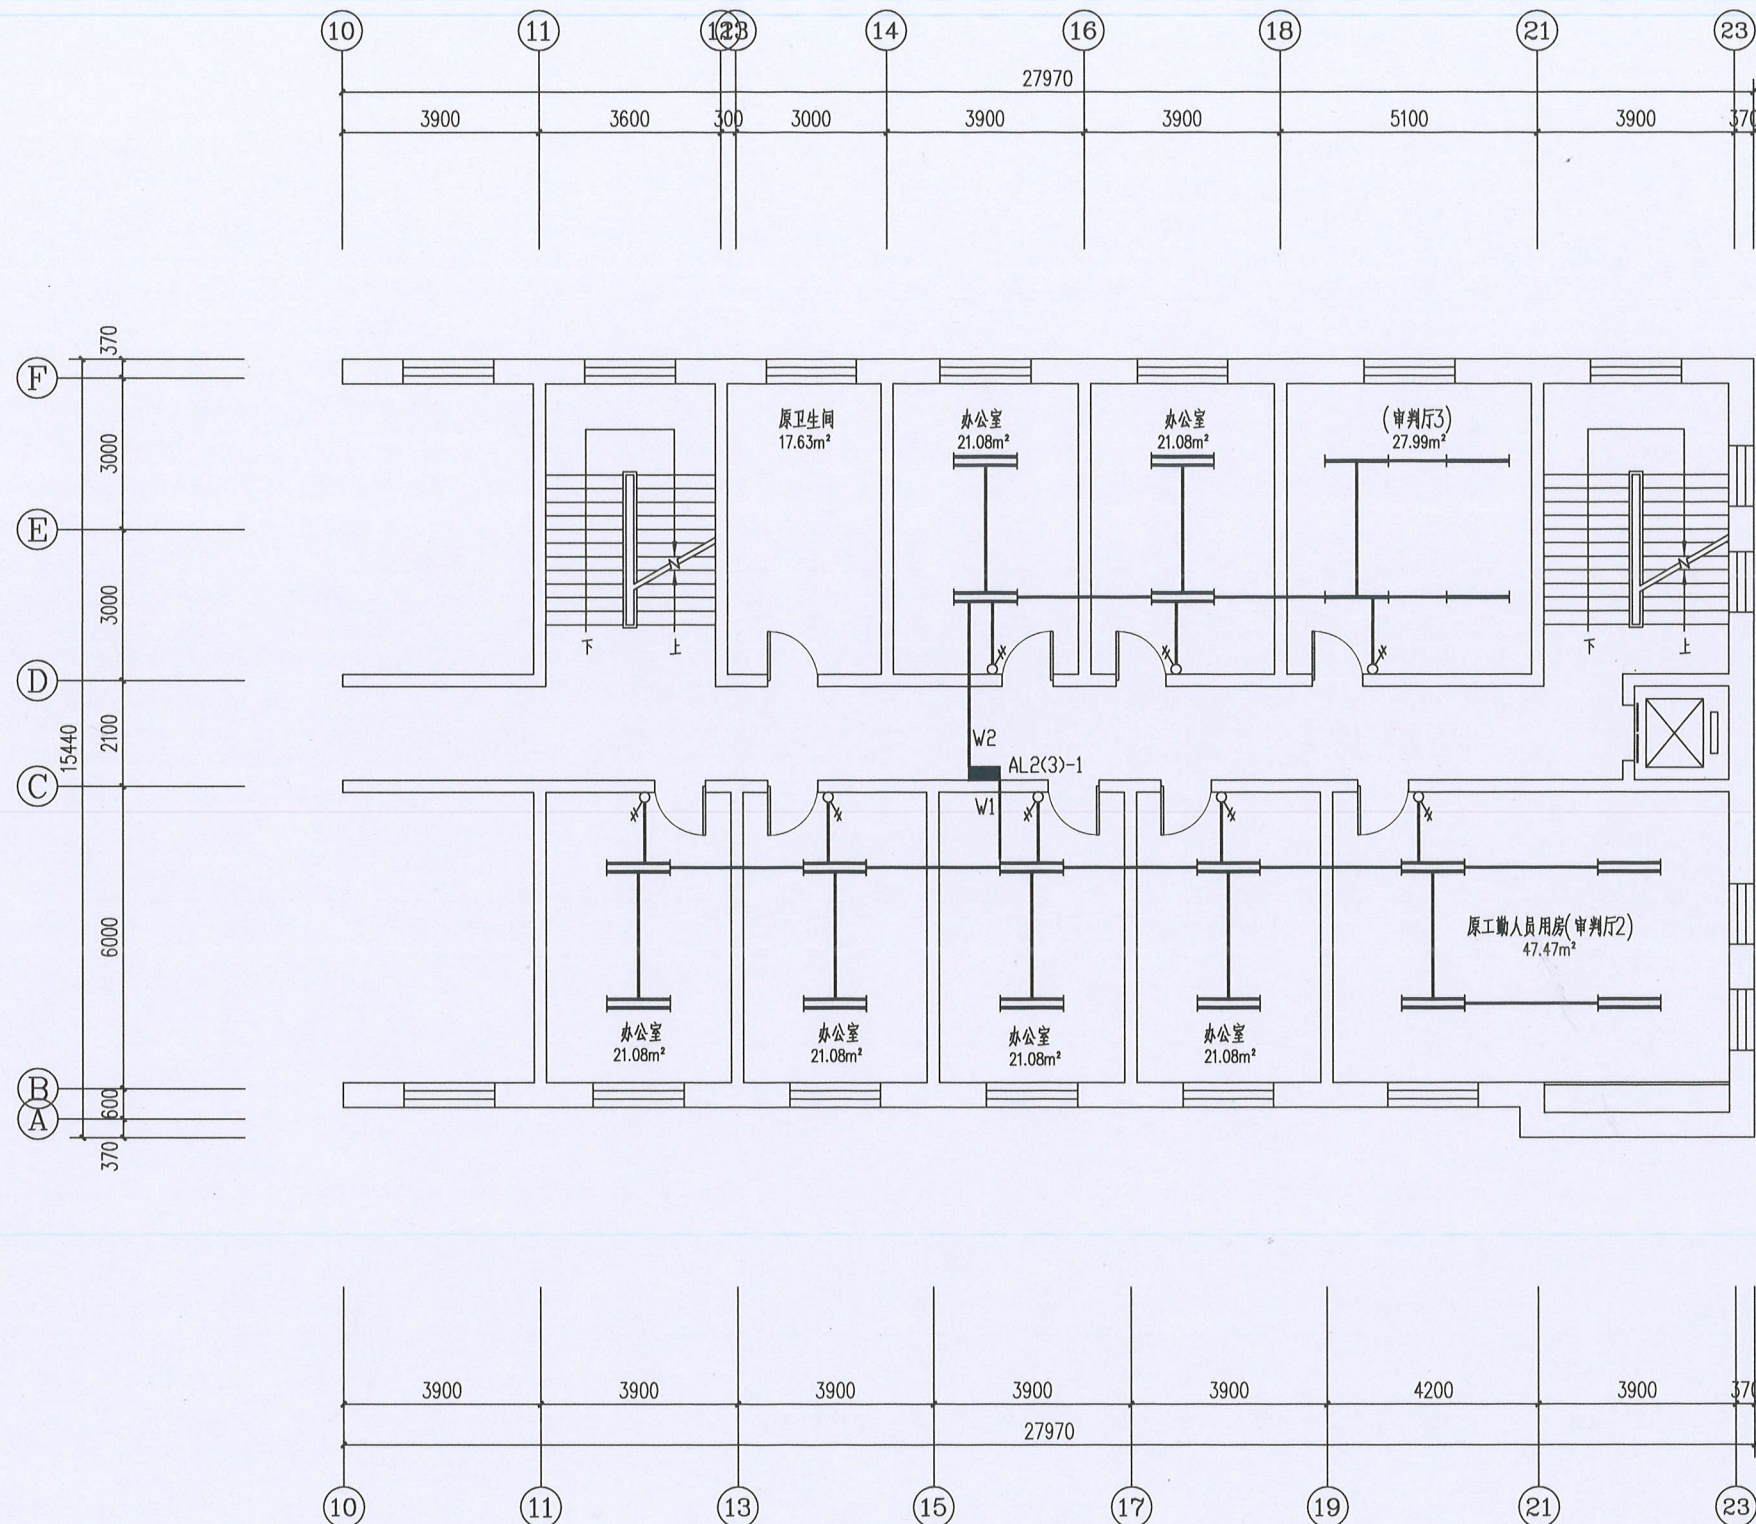 10 11 12 13 14 16 18 21 23
27970
3900 3600 300 3000 3900 3900 5100 3900 370
370
F
原卫生间 办公室 办公室 (审判厅3)
17.63m² 21.08m² 21.08m² 27.99m²
3000
E
3000
下 上 下 上
D
2100
15440
W2
AL2(3)-1
C
W1
6000
原工勤人员用房(审判厅2)
47.47m²
办公室 办公室 办公室 办公室
21.08m² 21.08m² 21.08m² 21.08m²
B
600
A
370
3900 3900 3900 3900 3900 4200 3900 370
27970
10 11 13 15 17 19 21 23